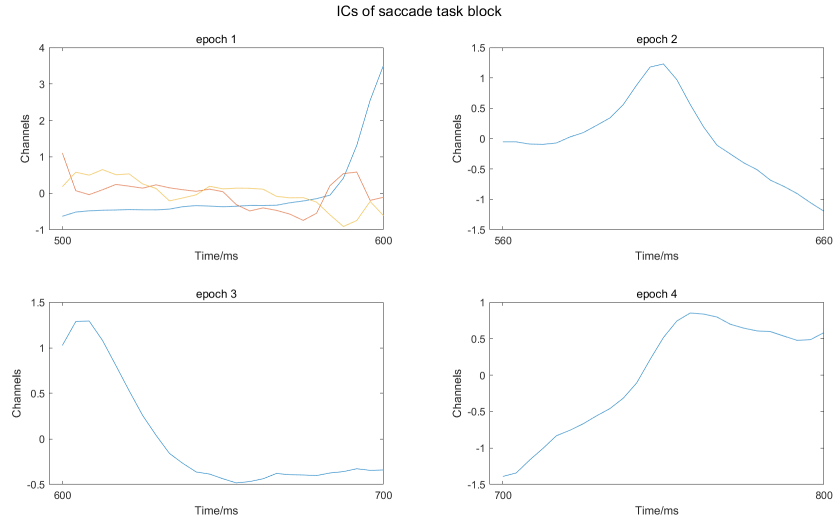 ICs of saccade task block
epoch 1
4
3
2
1
0
-1
Channels
500
600
Time/ms
epoch 2
1.5
1
0.5
0
-0.5
-1
-1.5
Channels
560
660
Time/ms
epoch 3
1.5
1
0.5
0
-0.5
Channels
600
700
Time/ms
epoch 4
1
0.5
0
-0.5
-1
-1.5
Channels
700
800
Time/ms